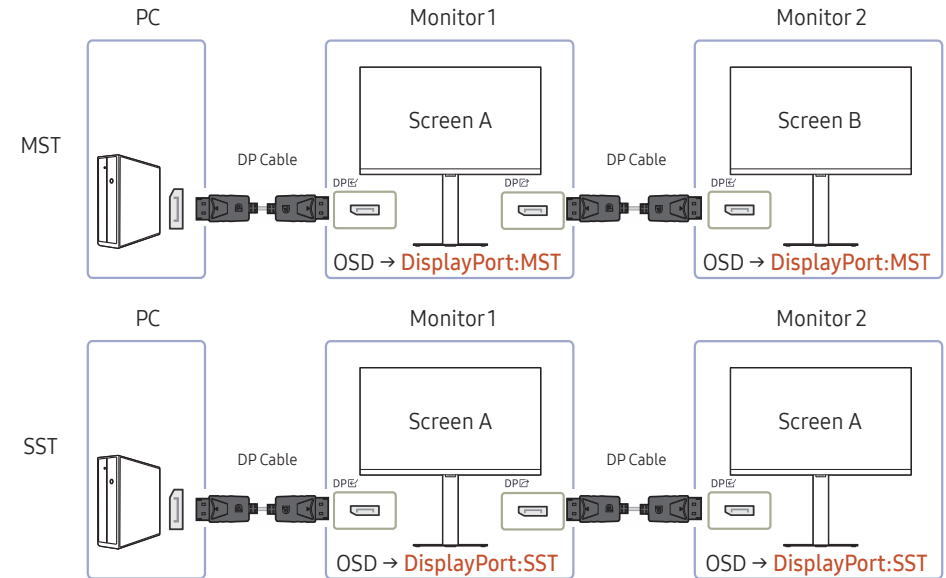 PC Monitor 1 Monitor 2
Screen A Screen B
MST
DP Cable DP Cable
DP DP DP
OSD → DisplayPort:MST OSD → DisplayPort:MST
PC Monitor 1 Monitor 2
Screen A Screen A
SST
DP Cable DP Cable
DP DP DP
OSD → DisplayPort:SST OSD → DisplayPort:SST